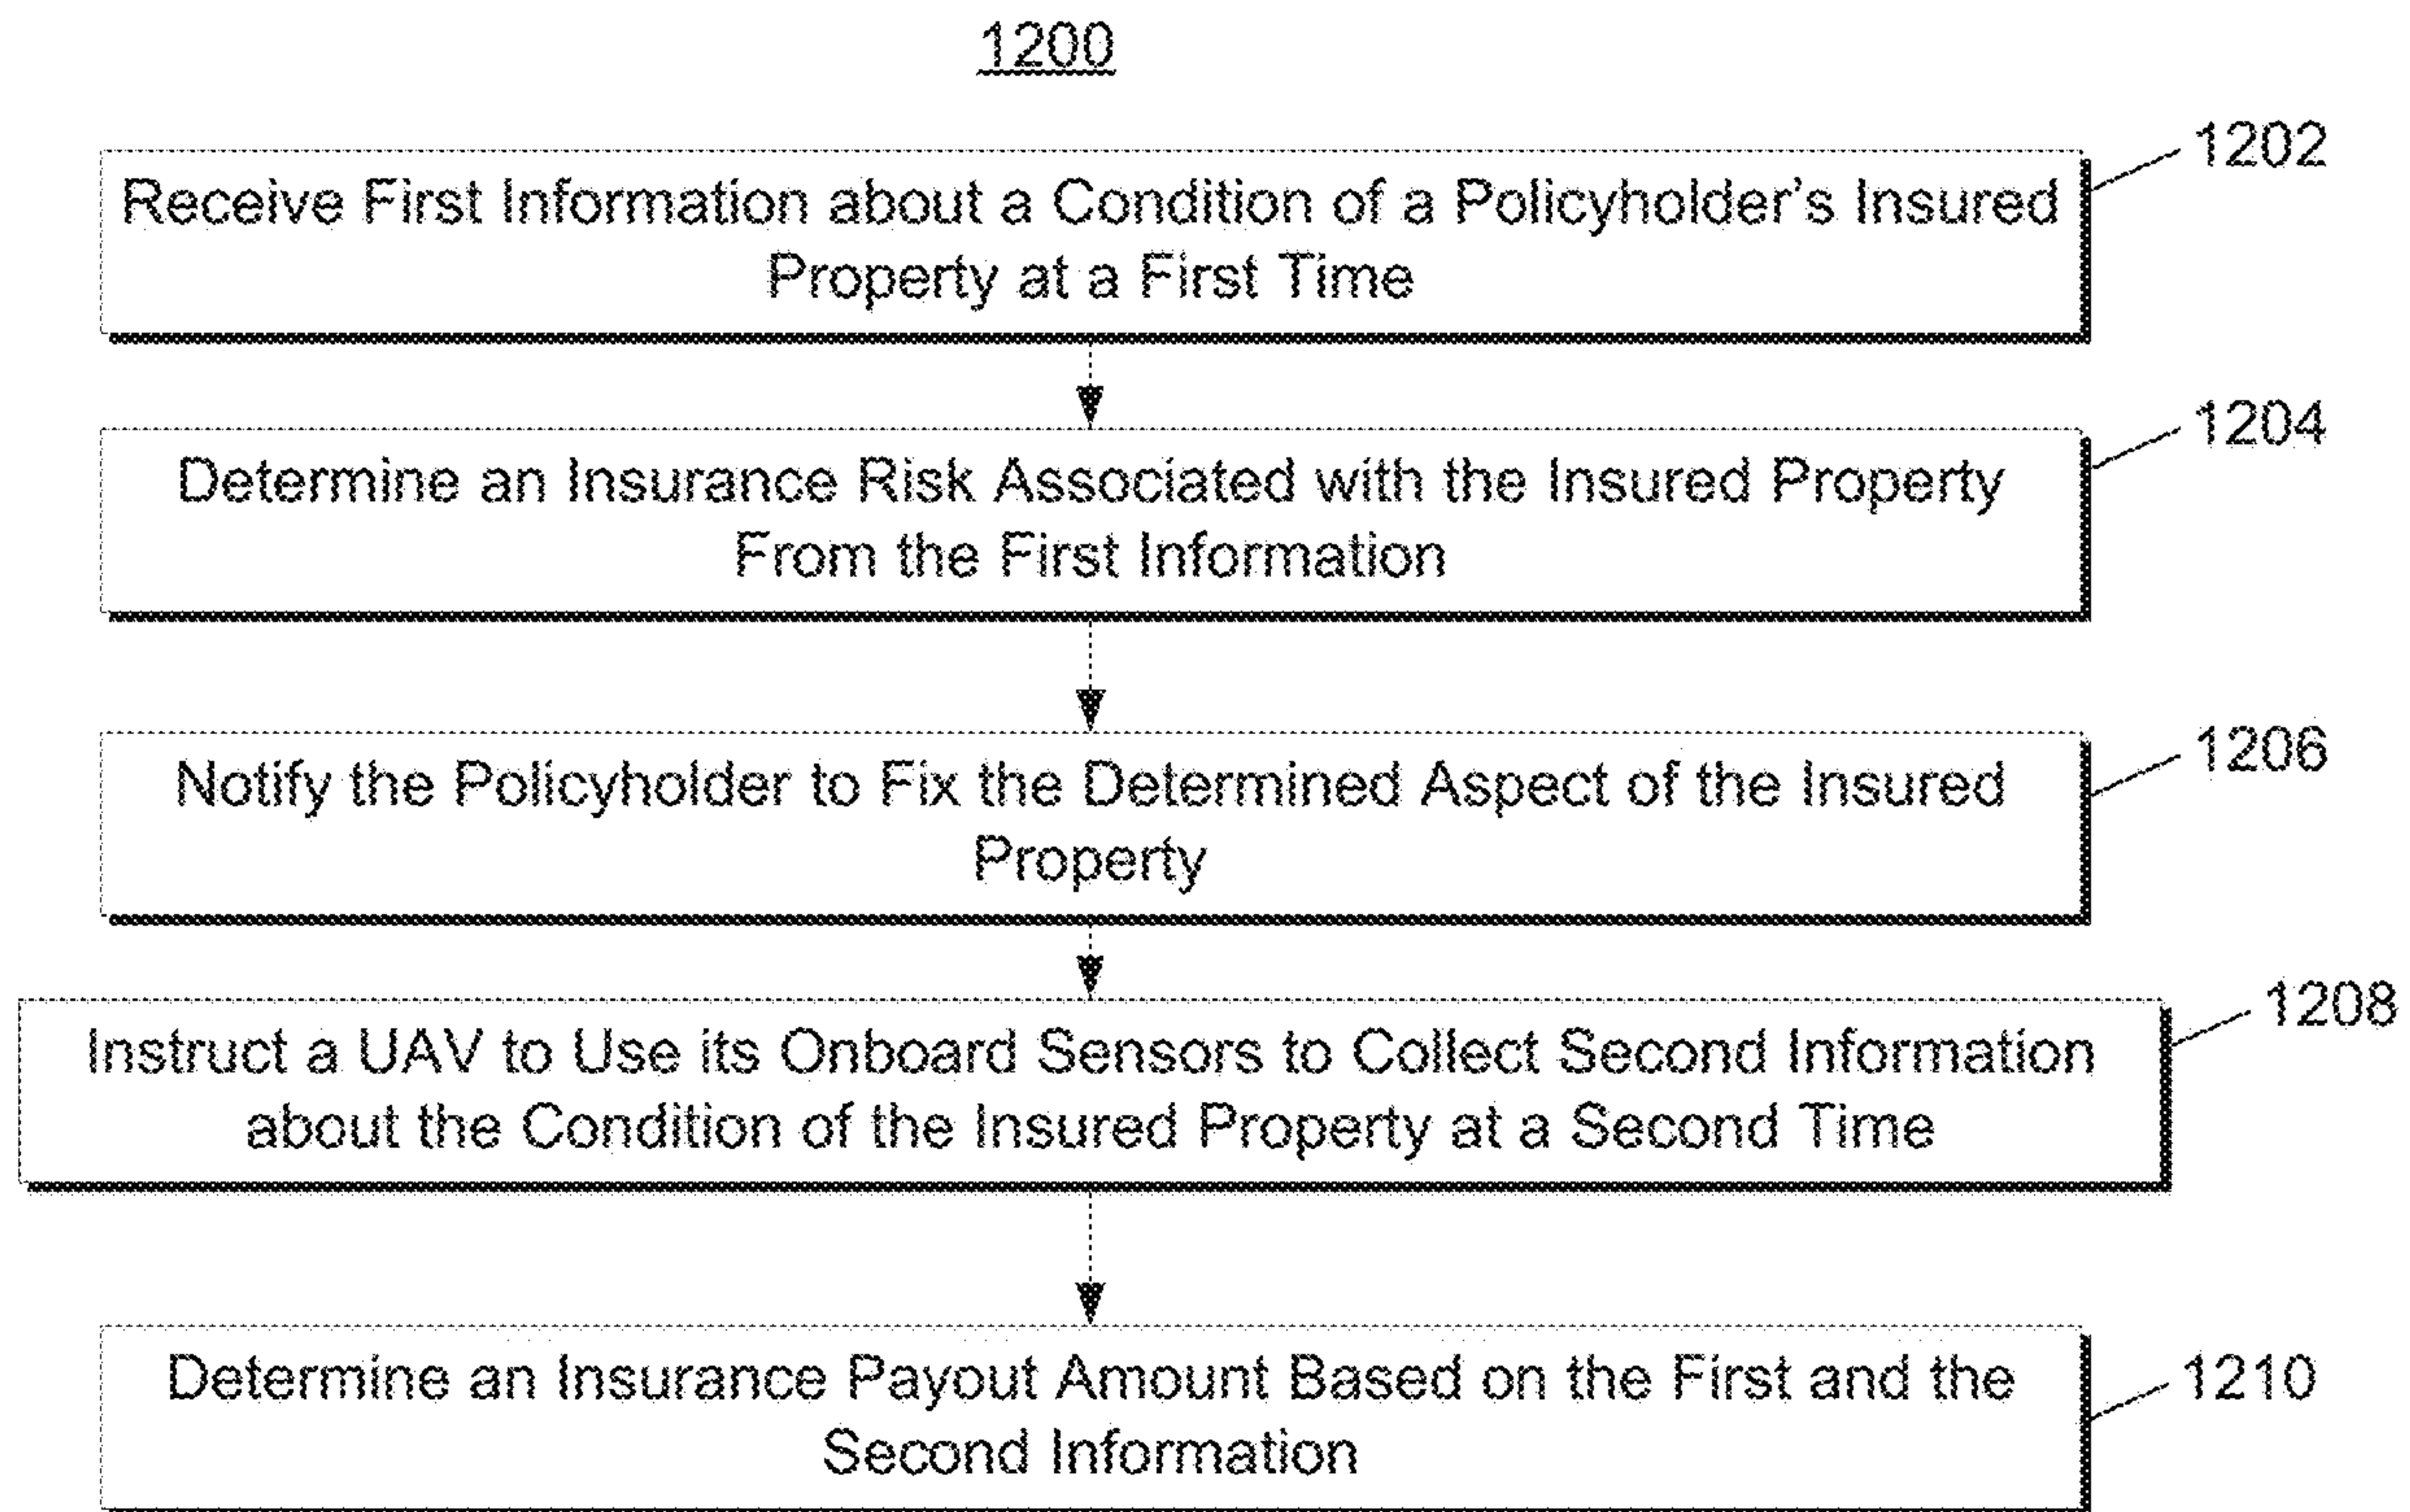 1200
1202
Receive First Information about a Condition of a Policyholder's Insured
Property at a First Time
1204
Determine an Insurance Risk Associated with the Insured Property
From the First Information
1206
Notify the Policyholder to Fix the Determined Aspect of the Insured
Property
1208
Instruct a UAV to Use its Onboard Sensors to Collect Second Information
about the Condition of the Insured Property at a Second Time
1210
Determine an Insurance Payout Amount Based on the First and the
Second Information